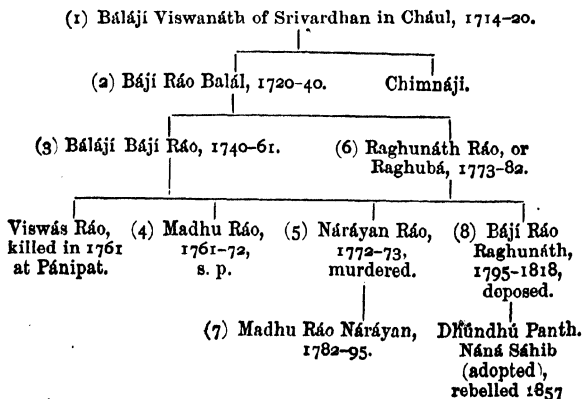 (1) Bálájí Viswanáth of Srivardhan in Chául, 1714-20.
(2) Bájí Ráo Balál, 1720-40.
Chimnáji.
(3) Bálájí Bájí Ráo, 1740-61.
(6) Raghunáth Ráo, or
Raghubá, 1773-82.
Viswás Ráo,
killed in 1761
at Pánipat.
(4) Madhu Ráo,
1761-72,
s. p.
(5) Náráyan Ráo,
1772-73,
murdered.
(8) Bájí Ráo
Raghunáth,
1795-1818,
doposed.
(7) Madhu Ráo Náráyan,
1782-95.
Dhúndhú Panth.
Náná Sáhib
(adopted),
rebelled 1857